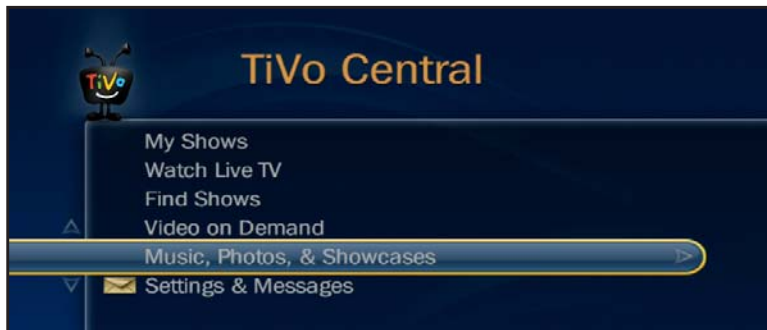 TiVo
TiVo Central
My Shows
Watch Live TV
Find Shows
Video on Demand
Music, Photos, & Showcases
Settings & Messages